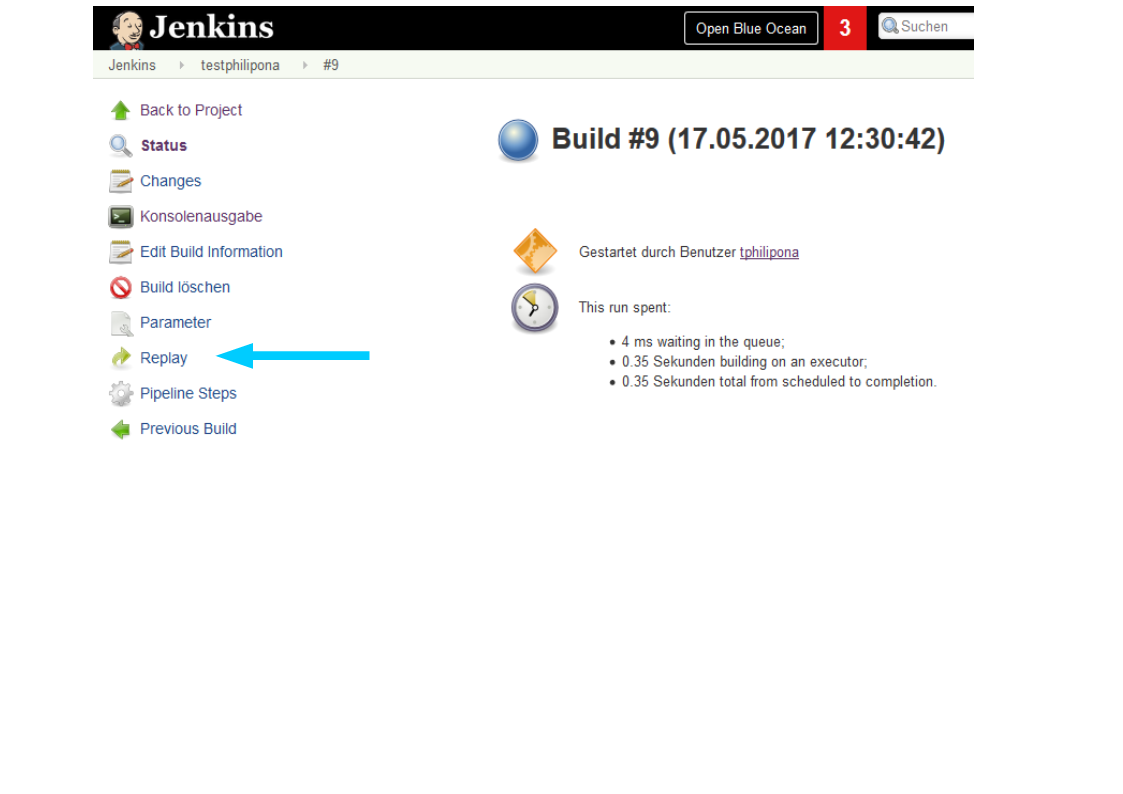 Jenkins
Open Blue Ocean
3
Suchen
Jenkins testphilipona #9
Back to Project
Status
Changes
Konsolenausgabe
Edit Build Information
Build löschen
Parameter
Replay
Pipeline Steps
Previous Build
Build #9 (17.05.2017 12:30:42)
Gestartet durch Benutzer tphilipona
This run spent:
4 ms waiting in the queue;
0.35 Sekunden building on an executor;
0.35 Sekunden total from scheduled to completion.